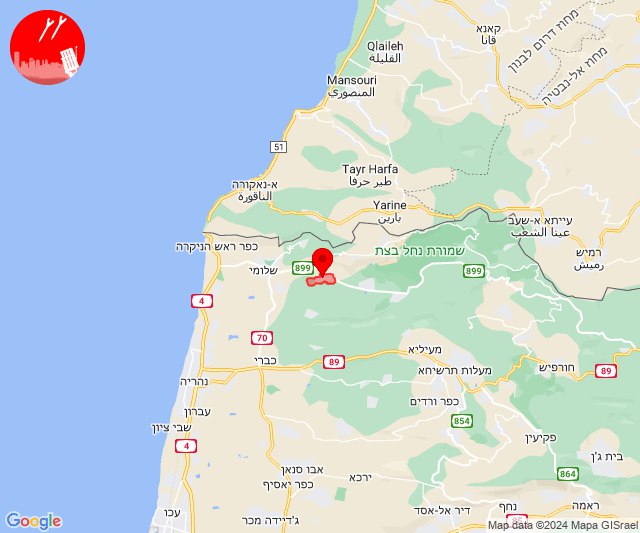 קאנא
قانا
מחוז דרום לבנון
מחוז אל-נבטיה
Qlaileh
القليلة
Mansouri
المنصوري
51
Tayr Harfa
طير حرفا
א-נאקורה
الناقورة
Yarine
يارين
עייתא א-שעב
عيتا الشعب
רמיש
رميش
כפר ראש הניקרה
שמורת נחל בצת
899
899
שלומי
4
70
89
מעיליא
כברי
חורפיש
89
מעלות תרשיחא
נהריה
כפר ורדים
עברון
854
שבי ציון
פקיעין
4
בית ג'ן
864
אבו סנאן
ירכא
כפר יאסיף
עכו
ג'דיידה מכר
דיר אל-אסד
נחף
ראמה
Google
Map data ©2024 Mapa GISrael